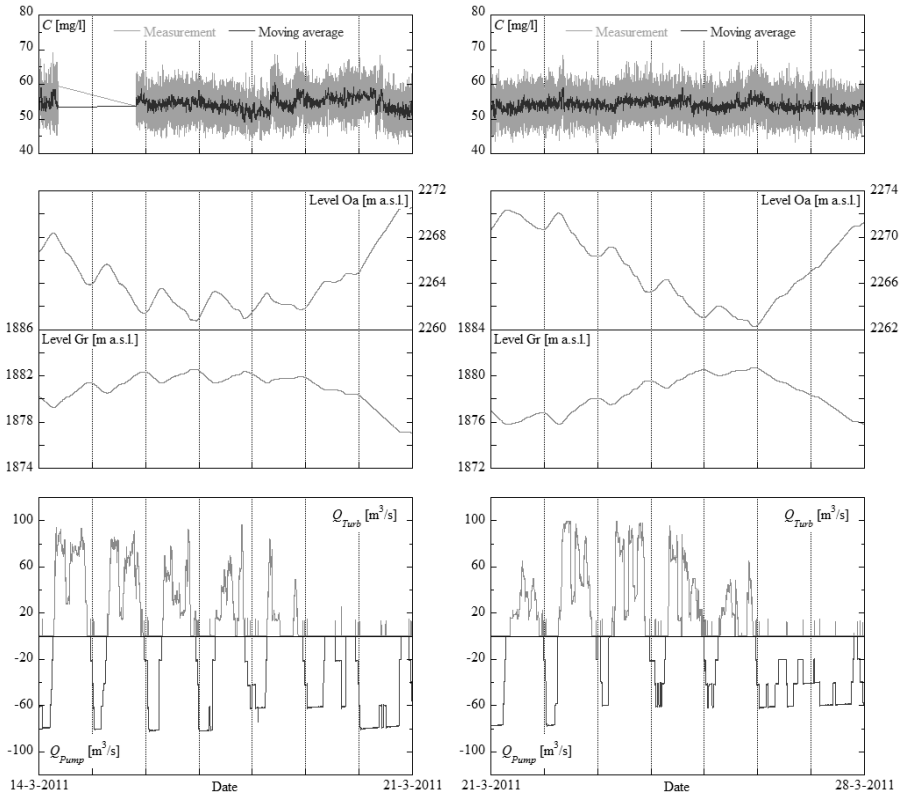 80 C [mg/l] Measurement Moving average
70
60
50
40
2272
Level Oa [m a.s.l.]
2268
2264
1886 2260
Level Gr [m a.s.l.]
1882
1878
1874
100 Q_Turb [m³/s]
60
20
-20
-60
-100 Q_Pump [m³/s]
14-3-2011 Date 21-3-2011
80 C [mg/l] Measurement Moving average
70
60
50
40
2274
Level Oa [m a.s.l.]
2270
2266
1884 2262
Level Gr [m a.s.l.]
1880
1876
1872
100 Q_Turb [m³/s]
60
20
-20
-60
-100 Q_Pump [m³/s]
21-3-2011 Date 28-3-2011